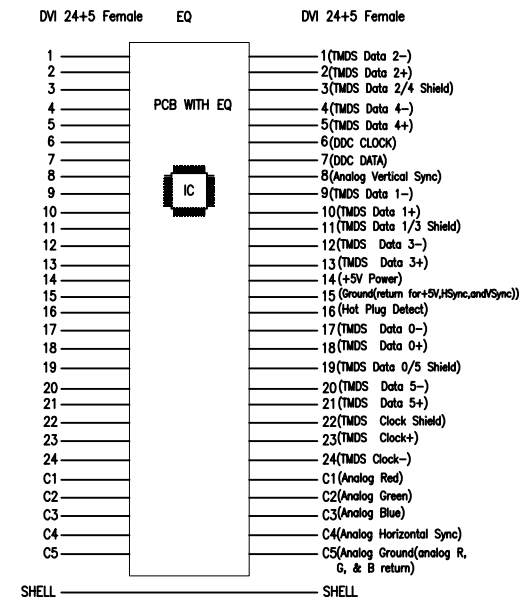 DVI 24+5 Female EQ DVI 24+5 Female
1 1(TMDS Data 2-)
2 2(TMDS Data 2+)
3 3(TMDS Data 2/4 Shield)
PCB WITH EQ
4 4(TMDS Data 4-)
5 5(TMDS Data 4+)
6 6(DDC CLOCK)
7 7(DDC DATA)
8 8(Analog Vertical Sync)
IC
9 9(TMDS Data 1-)
10 10(TMDS Data 1+)
11 11(TMDS Data 1/3 Shield)
12 12(TMDS Data 3-)
13 13(TMDS Data 3+)
14 14(+5V Power)
15 15(Ground(return for+5V,HSync,andVSync))
16 16(Hot Plug Detect)
17 17(TMDS Data 0-)
18 18(TMDS Data 0+)
19 19(TMDS Data 0/5 Shield)
20 20(TMDS Data 5-)
21 21(TMDS Data 5+)
22 22(TMDS Clock Shield)
23 23(TMDS Clock+)
24 24(TMDS Clock-)
C1 C1(Analog Red)
C2 C2(Analog Green)
C3 C3(Analog Blue)
C4 C4(Analog Horizontal Sync)
C5 C5(Analog Ground(analog R,
G, & B return)
SHELL SHELL